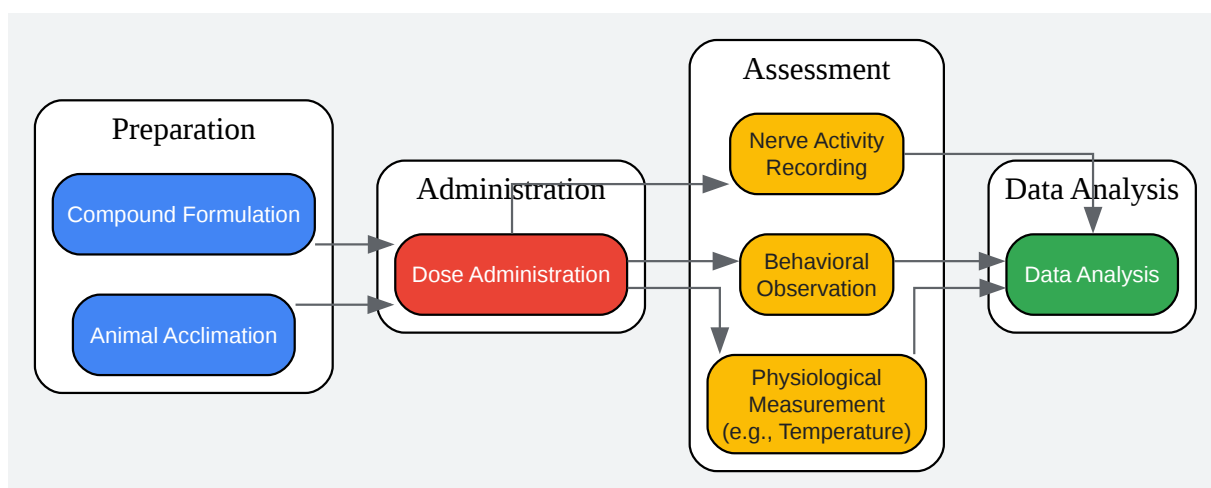 Preparation
Compound Formulation
Animal Acclimation
Administration
Dose Administration
Assessment
Nerve Activity
Recording
Behavioral
Observation
Physiological
Measurement
(e.g., Temperature)
Data Analysis
Data Analysis